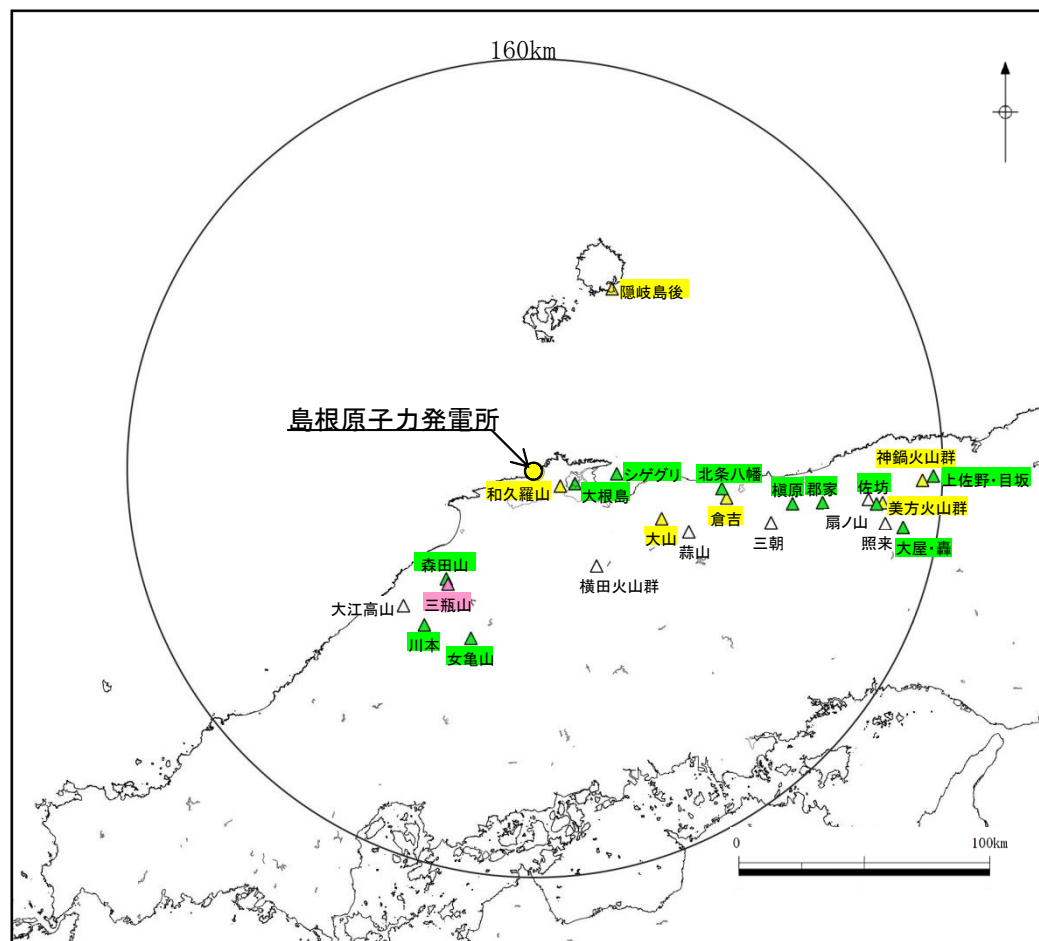 160km
隠岐島後
島根原子力発電所
神鍋火山群
シゲグリ
北条八幡
上佐野・目坂
和久羅山
大根島
槇原
郡家
佐坊
倉吉
扇ノ山
美方火山群
大山
蒜山
三朝
照来
大屋・轟
森田山
横田火山群
大江高山
三瓶山
川本
女亀山
0
100km